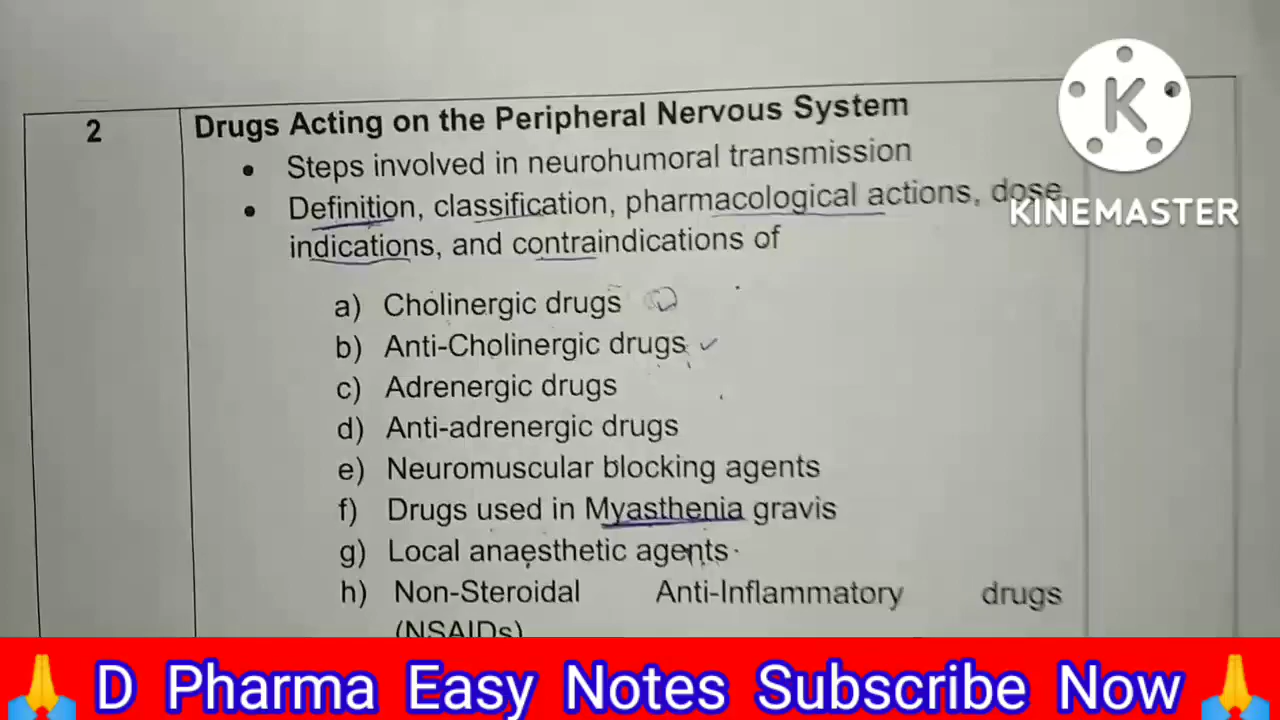 2
Drugs Acting on the Peripheral Nervous System
• Steps involved in neurohumoral transmission
• Definition, classification, pharmacological actions, dose,
indications, and contraindications of
a) Cholinergic drugs
b) Anti-Cholinergic drugs
c) Adrenergic drugs
d) Anti-adrenergic drugs
e) Neuromuscular blocking agents
f) Drugs used in Myasthenia gravis
g) Local anaesthetic agents
h) Non-Steroidal Anti-Inflammatory drugs
(NSAIDs)
K
KINEMASTER
🙏 D Pharma Easy Notes Subscribe Now 🙏